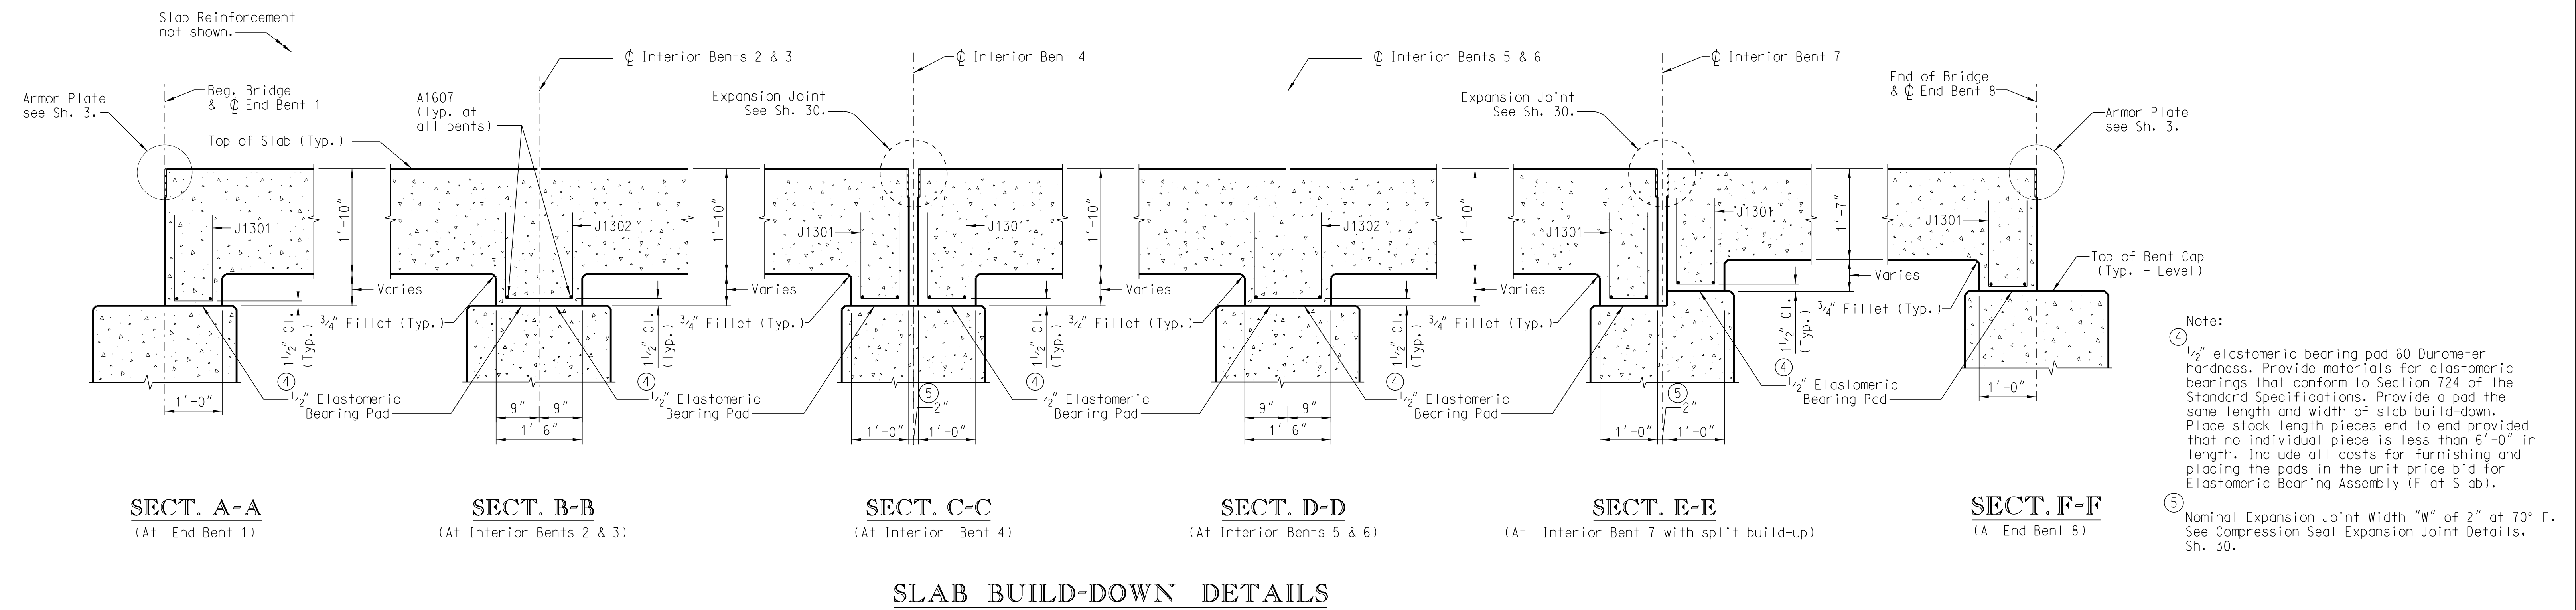 Slab Reinforcement
not shown.
Armor Plate
see Sh. 3.
Beg. Bridge
& ℄ End Bent 1
Top of Slab (Typ.)
J1301
1'-10"
Varies
④ 1½" Cl.
(Typ.)
½" Elastomeric
Bearing Pad
1'-0"
SECT. A-A
(At End Bent 1)
℄ Interior Bents 2 & 3
A1607
(Typ. at
all bents)
J1302
1'-10"
Varies
¾" Fillet (Typ.)
④ 1½" Cl.
(Typ.)
½" Elastomeric
Bearing Pad
9" 9"
1'-6"
SECT. B-B
(At Interior Bents 2 & 3)
℄ Interior Bent 4
Expansion Joint
See Sh. 30.
J1301
J1301
1'-10"
Varies
¾" Fillet (Typ.)
④ 1½" Cl.
(Typ.)
½" Elastomeric
Bearing Pad
⑤
2"
1'-0" 1'-0"
SECT. C-C
(At Interior Bent 4)
℄ Interior Bents 5 & 6
J1302
1'-10"
Varies
¾" Fillet (Typ.)
④ 1½" Cl.
(Typ.)
½" Elastomeric
Bearing Pad
9" 9"
1'-6"
SECT. D-D
(At Interior Bents 5 & 6)
℄ Interior Bent 7
Expansion Joint
See Sh. 30.
J1301
J1301
1'-7"
Varies
¾" Fillet (Typ.)
④ 1½" Cl.
(Typ.)
½" Elastomeric
Bearing Pad
⑤
2"
1'-0" 1'-0"
SECT. E-E
(At Interior Bent 7 with split build-up)
End of Bridge
& ℄ End Bent 8
Armor Plate
see Sh. 3.
J1301
Top of Bent Cap
(Typ. - Level)
¾" Fillet (Typ.)
1'-0"
SECT. F-F
(At End Bent 8)
Note:
④
½" elastomeric bearing pad 60 Durometer
hardness. Provide materials for elastomeric
bearings that conform to Section 724 of the
Standard Specifications. Provide a pad the
same length and width of slab build-down.
Place stock length pieces end to end provided
that no individual piece is less than 6'-0" in
length. Include all costs for furnishing and
placing the pads in the unit price bid for
Elastomeric Bearing Assembly (Flat Slab).
⑤
Nominal Expansion Joint Width "W" of 2" at 70° F.
See Compression Seal Expansion Joint Details,
Sh. 30.
SLAB BUILD-DOWN DETAILS